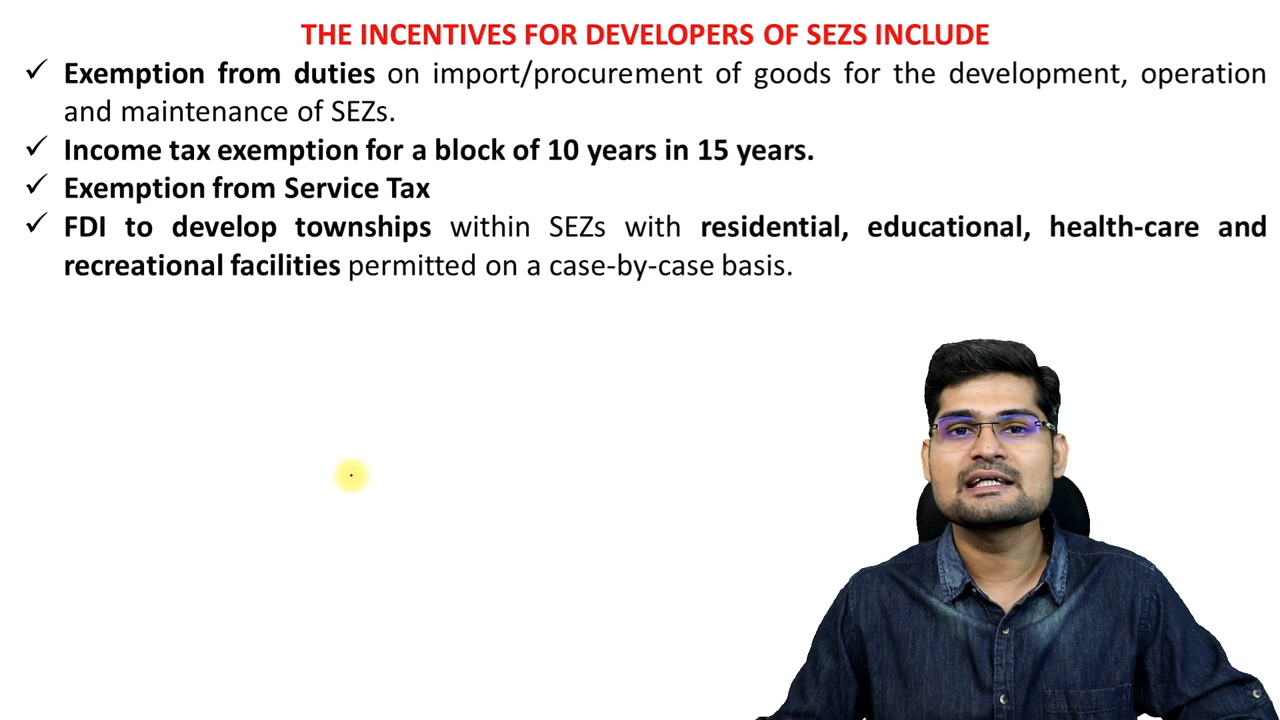 THE INCENTIVES FOR DEVELOPERS OF SEZS INCLUDE
✓ Exemption from duties on import/procurement of goods for the development, operation
and maintenance of SEZs.
✓ Income tax exemption for a block of 10 years in 15 years.
✓ Exemption from Service Tax
✓ FDI to develop townships within SEZs with residential, educational, health-care and
recreational facilities permitted on a case-by-case basis.